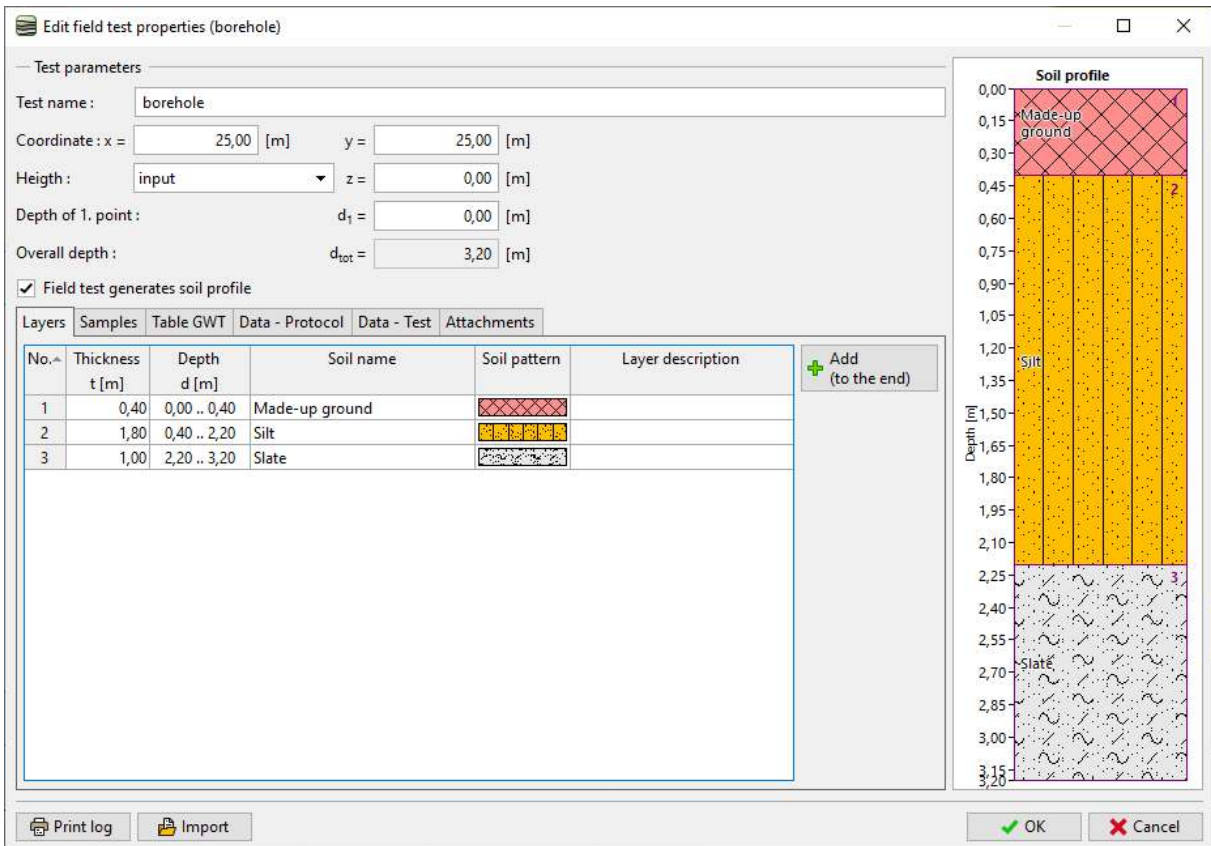 Edit field test properties (borehole)
Test parameters
Test name : borehole
Coordinate : x = 25,00 [m] y = 25,00 [m]
Heigth : input z = 0,00 [m]
Depth of 1. point : d₁ = 0,00 [m]
Overall depth : dtot = 3,20 [m]
Field test generates soil profile
Layers Samples Table GWT Data - Protocol Data - Test Attachments
No. Thickness Depth Soil name Soil pattern Layer description
t [m] d [m]
1 0,40 0,00 .. 0,40 Made-up ground
2 1,80 0,40 .. 2,20 Silt
3 1,00 2,20 .. 3,20 Slate
Add
(to the end)
Soil profile
0,00
1
0,15
Made-up
ground
0,30
0,45
2
0,60
0,75
0,90
1,05
1,20
Silt
1,35
1,50
Depth [m]
1,65
1,80
1,95
2,10
2,25
3
2,40
2,55
Slate
2,70
2,85
3,00
3,15
3,20
Print log Import OK Cancel